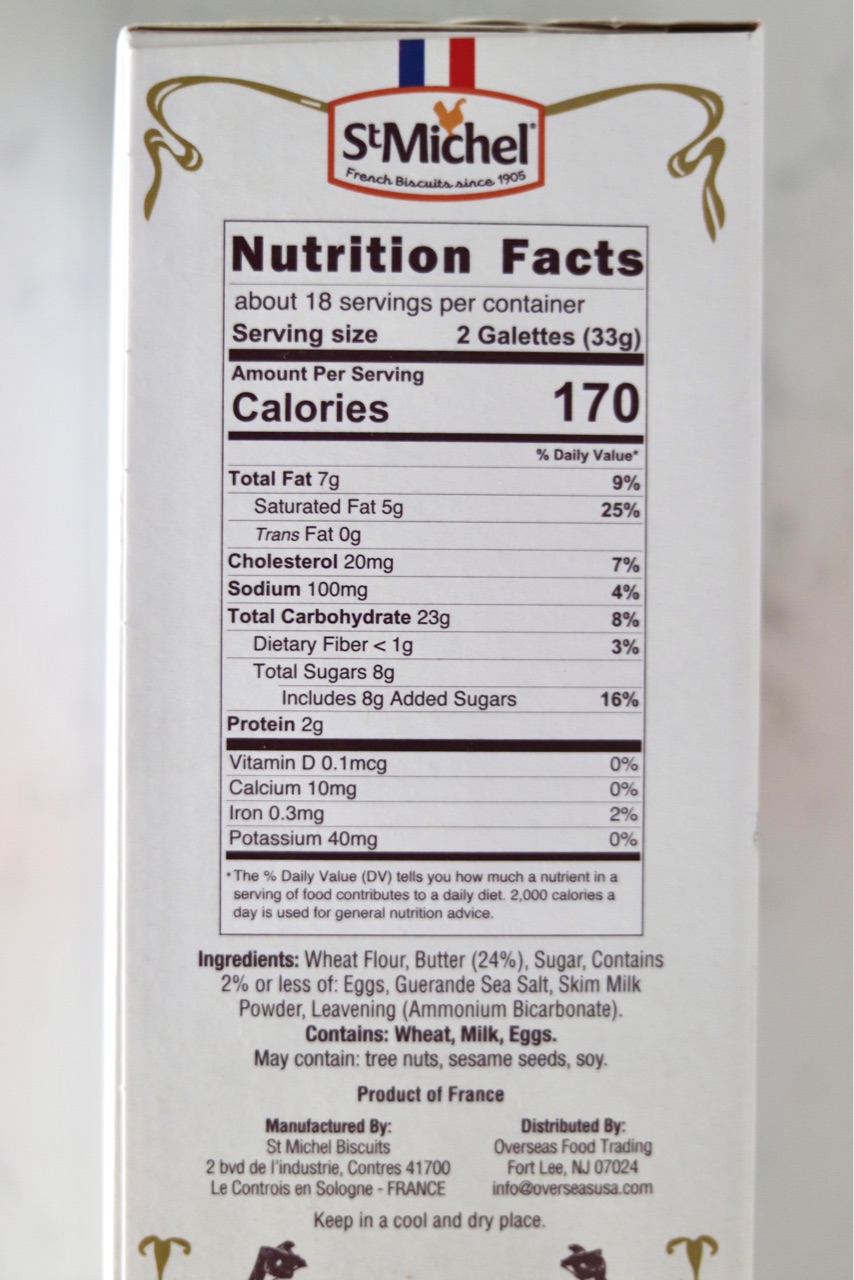 StMichel®
French Biscuits since 1905
Nutrition Facts
about 18 servings per container
Serving size 2 Galettes (33g)
Amount Per Serving
Calories 170
% Daily Value*
Total Fat 7g 9%
Saturated Fat 5g 25%
Trans Fat 0g
Cholesterol 20mg 7%
Sodium 100mg 4%
Total Carbohydrate 23g 8%
Dietary Fiber < 1g 3%
Total Sugars 8g
Includes 8g Added Sugars 16%
Protein 2g
Vitamin D 0.1mcg 0%
Calcium 10mg 0%
Iron 0.3mg 2%
Potassium 40mg 0%
*The % Daily Value (DV) tells you how much a nutrient in a
serving of food contributes to a daily diet. 2,000 calories a
day is used for general nutrition advice.
Ingredients: Wheat Flour, Butter (24%), Sugar, Contains
2% or less of: Eggs, Guerande Sea Salt, Skim Milk
Powder, Leavening (Ammonium Bicarbonate).
Contains: Wheat, Milk, Eggs.
May contain: tree nuts, sesame seeds, soy.
Product of France
Manufactured By:
St Michel Biscuits
2 bvd de l'industrie, Contres 41700
Le Controis en Sologne - FRANCE
Distributed By:
Overseas Food Trading
Fort Lee, NJ 07024
info@overseasusa.com
Keep in a cool and dry place.